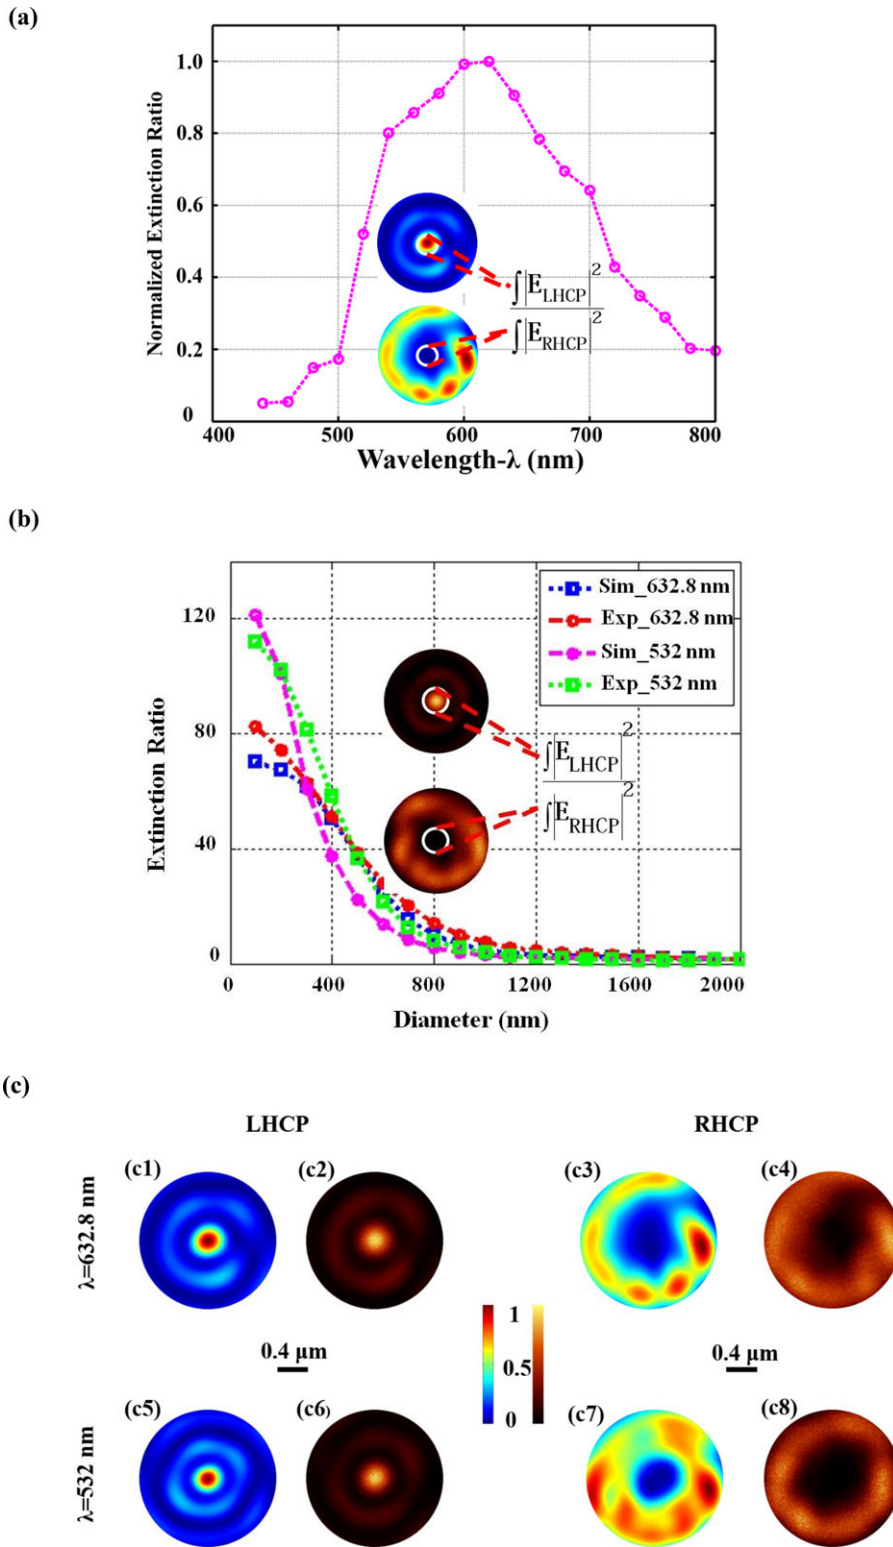 (a)
Normalized Extinction Ratio
1.0
0.8
0.6
0.4
0.2
0
∫|E_LHCP|²
∫|E_RHCP|²
400 500 600 700 800
Wavelength-λ (nm)
(b)
Extinction Ratio
120
80
40
0
Sim_632.8 nm
Exp_632.8 nm
Sim_532 nm
Exp_532 nm
∫|E_LHCP|²
∫|E_RHCP|²
0 400 800 1200 1600 2000
Diameter (nm)
(c)
LHCP RHCP
λ=632.8 nm
(c1) (c2) (c3) (c4)
0.4 μm
1
0.5
0
0.4 μm
λ=532 nm
(c5) (c6) (c7) (c8)